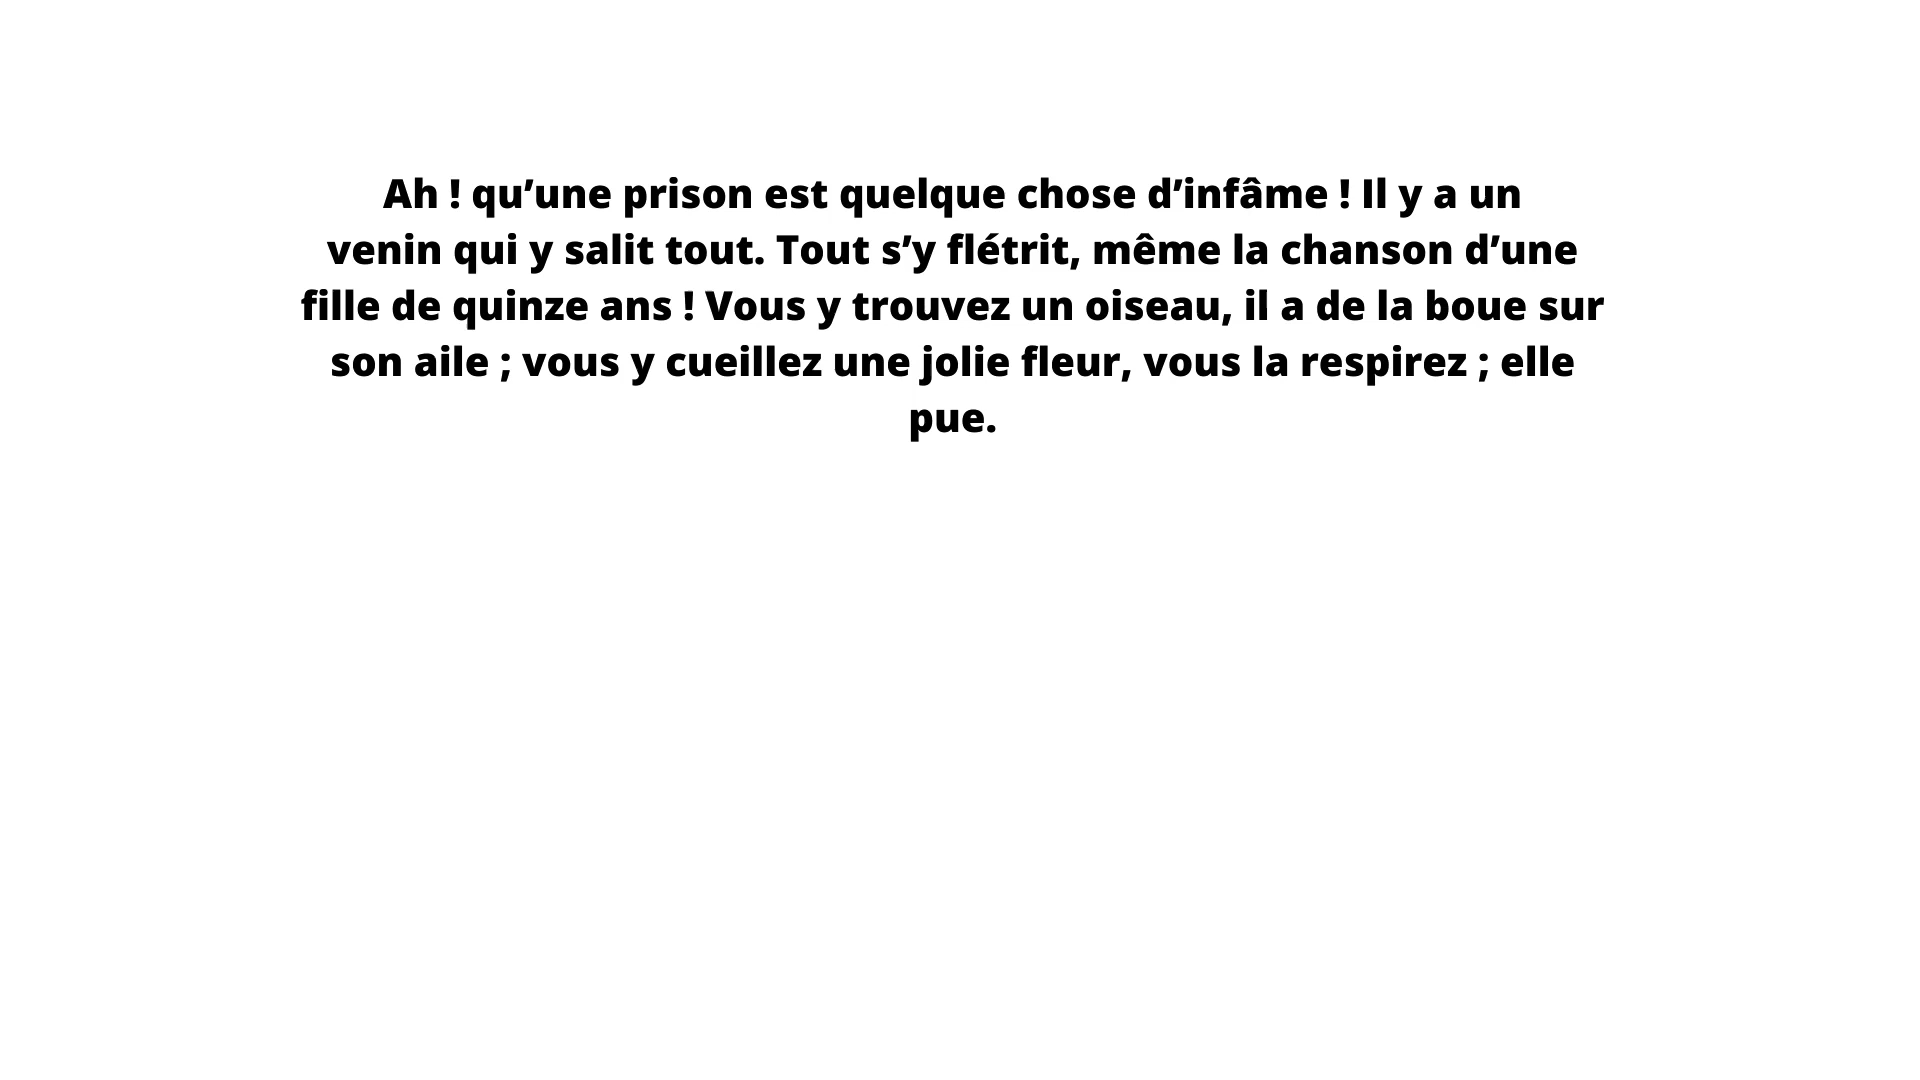 Ah ! qu’une prison est quelque chose d’infâme ! Il y a un
venin qui y salit tout. Tout s’y flétrit, même la chanson d’une
fille de quinze ans ! Vous y trouvez un oiseau, il a de la boue sur
son aile ; vous y cueillez une jolie fleur, vous la respirez ; elle
pue.